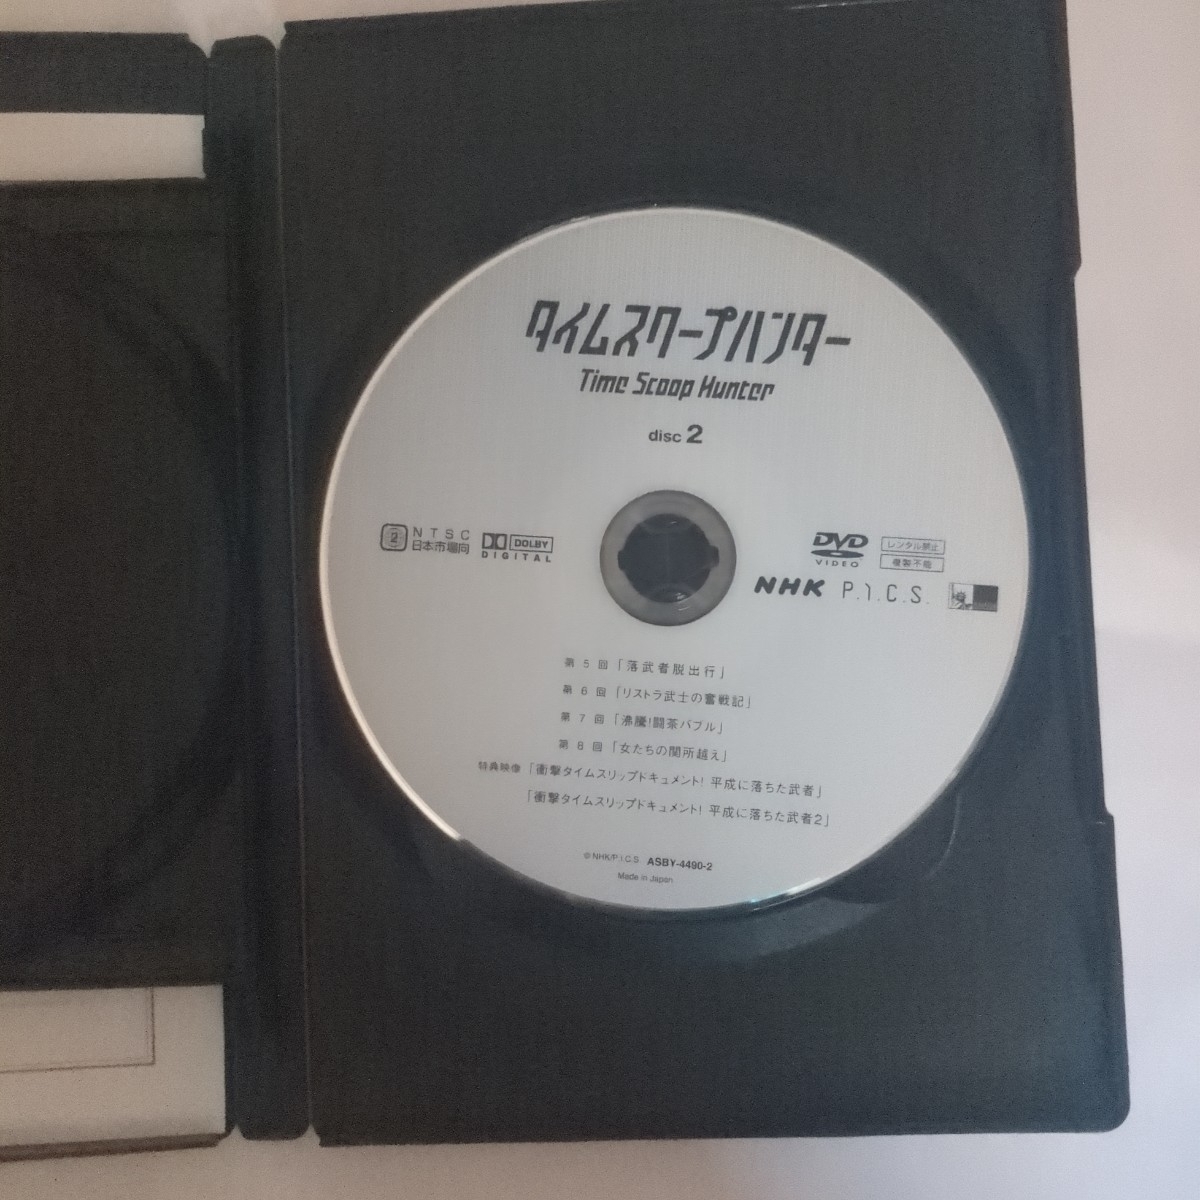 タイムスクープハンター
Time Scoop Hunter
disc 2
2 NTSC 日本市場向
DOLBY DIGITAL
DVD VIDEO
レンタル禁止
複製不能
NHK P.I.C.S.
第5回「落武者脱出行」
第6回「リストラ武士の奮戦記」
第7回「沸騰!闘茶バブル」
第8回「女たちの関所越え」
特典映像「衝撃タイムスリップドキュメント! 平成に落ちた武者」
「衝撃タイムスリップドキュメント! 平成に落ちた武者2」
© NHK/P.I.C.S. ASBY-4490-2
Made in Japan